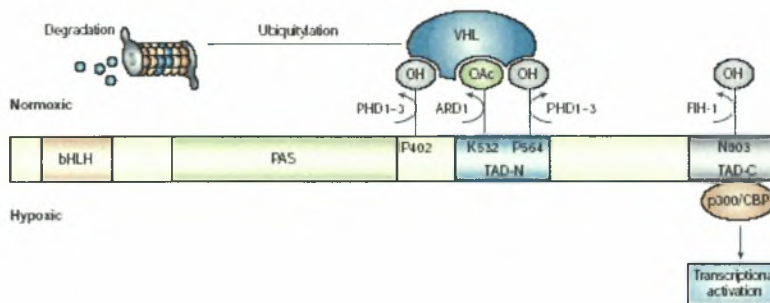 Degradation
Ubiquitylation
VHL
OH
OAc
OH
OH
Normoxic
PHD1–3
ARD1
PHD1–3
FIH-1
bHLH
PAS
P402
K532
P564
TAD-N
N803
TAD-C
Hypoxic
p300/CBP
Transcriptiona
activation